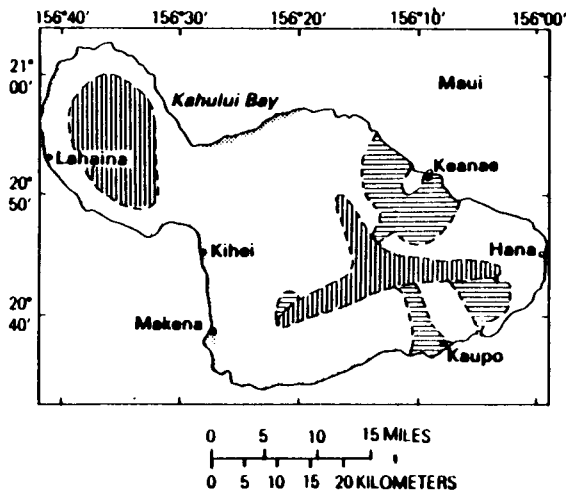 156°40' 156°30' 156°20' 156°10' 156°00'
21°
00'
Maui
Kahului Bay
Lahaina
Keanae
20°
50'
Hana
Kihei
20°
40'
Makena
Kaupo
0 5 10 15 MILES
0 5 10 15 20 KILOMETERS